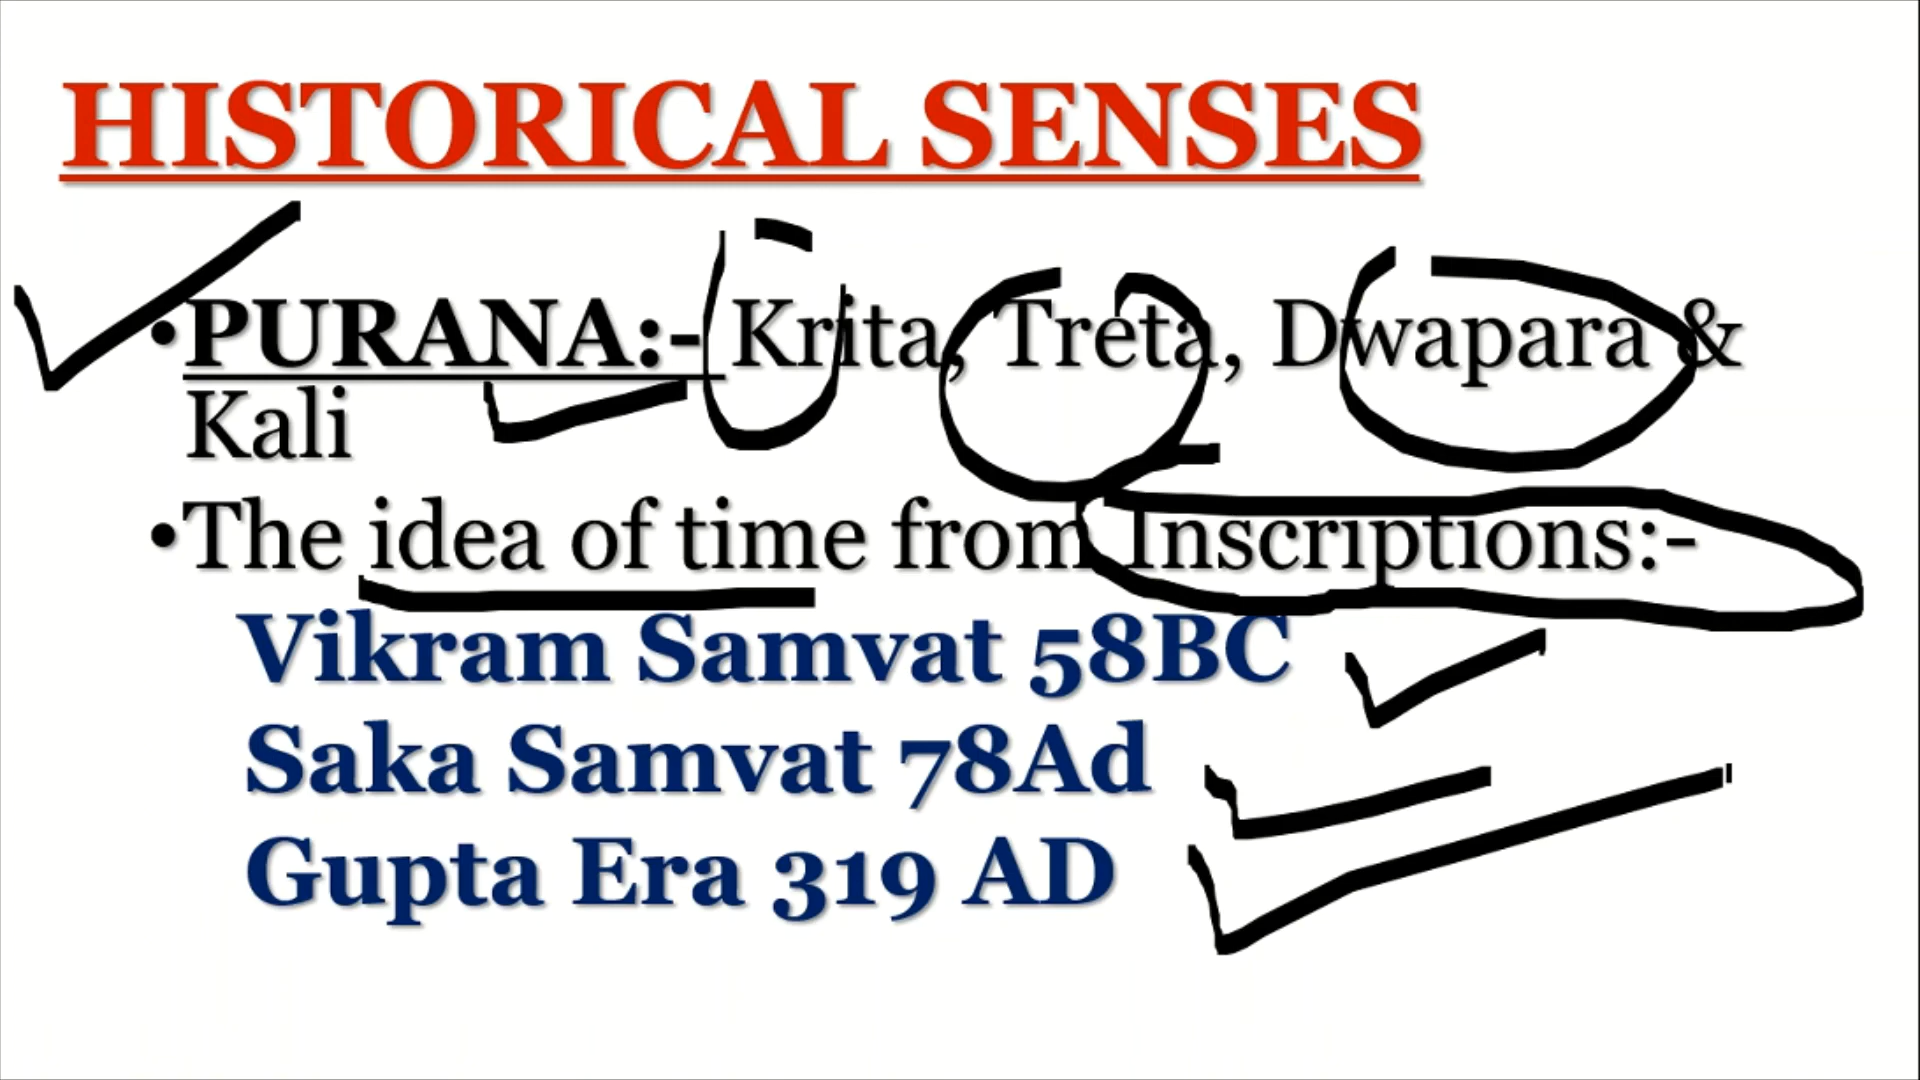 HISTORICAL SENSES
•PURANA:- Krita, Treta, Dwapara &
Kali
•The idea of time from Inscriptions:-
Vikram Samvat 58BC
Saka Samvat 78Ad
Gupta Era 319 AD